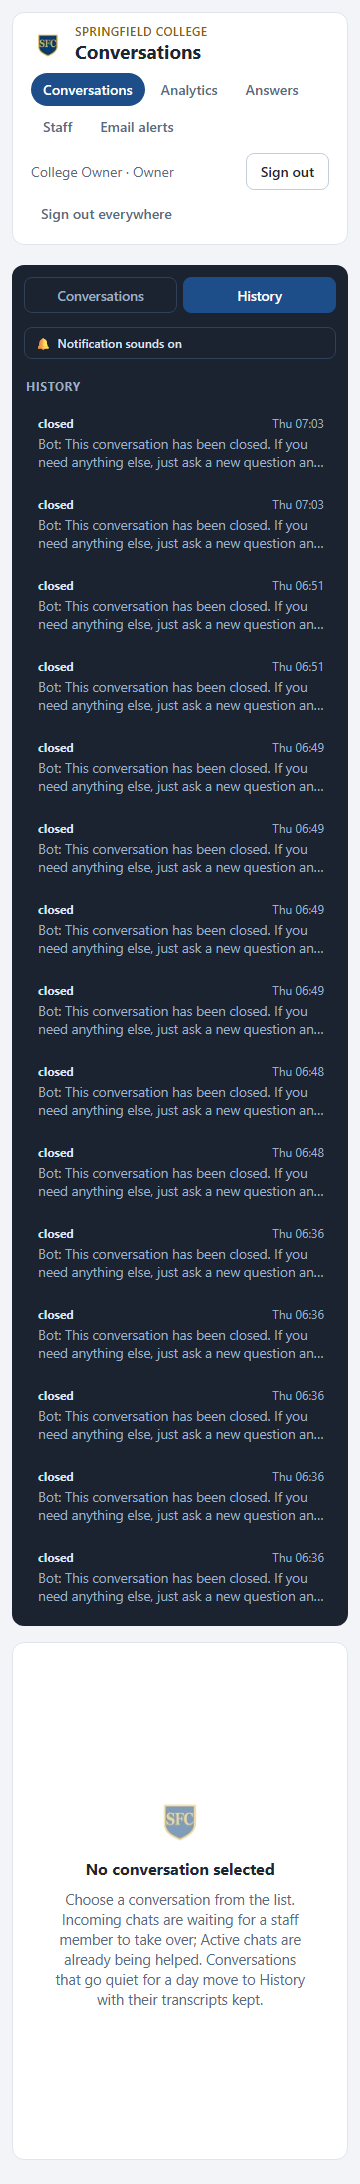 SFC
SPRINGFIELD COLLEGE
Conversations
Conversations
Analytics
Answers
Staff
Email alerts
College Owner · Owner
Sign out
Sign out everywhere
Conversations
History
Notification sounds on
HISTORY
closed Thu 07:03
Bot: This conversation has been closed. If you
need anything else, just ask a new question an...
closed Thu 07:03
Bot: This conversation has been closed. If you
need anything else, just ask a new question an...
closed Thu 06:51
Bot: This conversation has been closed. If you
need anything else, just ask a new question an...
closed Thu 06:51
Bot: This conversation has been closed. If you
need anything else, just ask a new question an...
closed Thu 06:49
Bot: This conversation has been closed. If you
need anything else, just ask a new question an...
closed Thu 06:49
Bot: This conversation has been closed. If you
need anything else, just ask a new question an...
closed Thu 06:49
Bot: This conversation has been closed. If you
need anything else, just ask a new question an...
closed Thu 06:49
Bot: This conversation has been closed. If you
need anything else, just ask a new question an...
closed Thu 06:48
Bot: This conversation has been closed. If you
need anything else, just ask a new question an...
closed Thu 06:48
Bot: This conversation has been closed. If you
need anything else, just ask a new question an...
closed Thu 06:36
Bot: This conversation has been closed. If you
need anything else, just ask a new question an...
closed Thu 06:36
Bot: This conversation has been closed. If you
need anything else, just ask a new question an...
closed Thu 06:36
Bot: This conversation has been closed. If you
need anything else, just ask a new question an...
closed Thu 06:36
Bot: This conversation has been closed. If you
need anything else, just ask a new question an...
closed Thu 06:36
Bot: This conversation has been closed. If you
need anything else, just ask a new question an...
SFC
No conversation selected
Choose a conversation from the list.
Incoming chats are waiting for a staff
member to take over; Active chats are
already being helped. Conversations
that go quiet for a day move to History
with their transcripts kept.